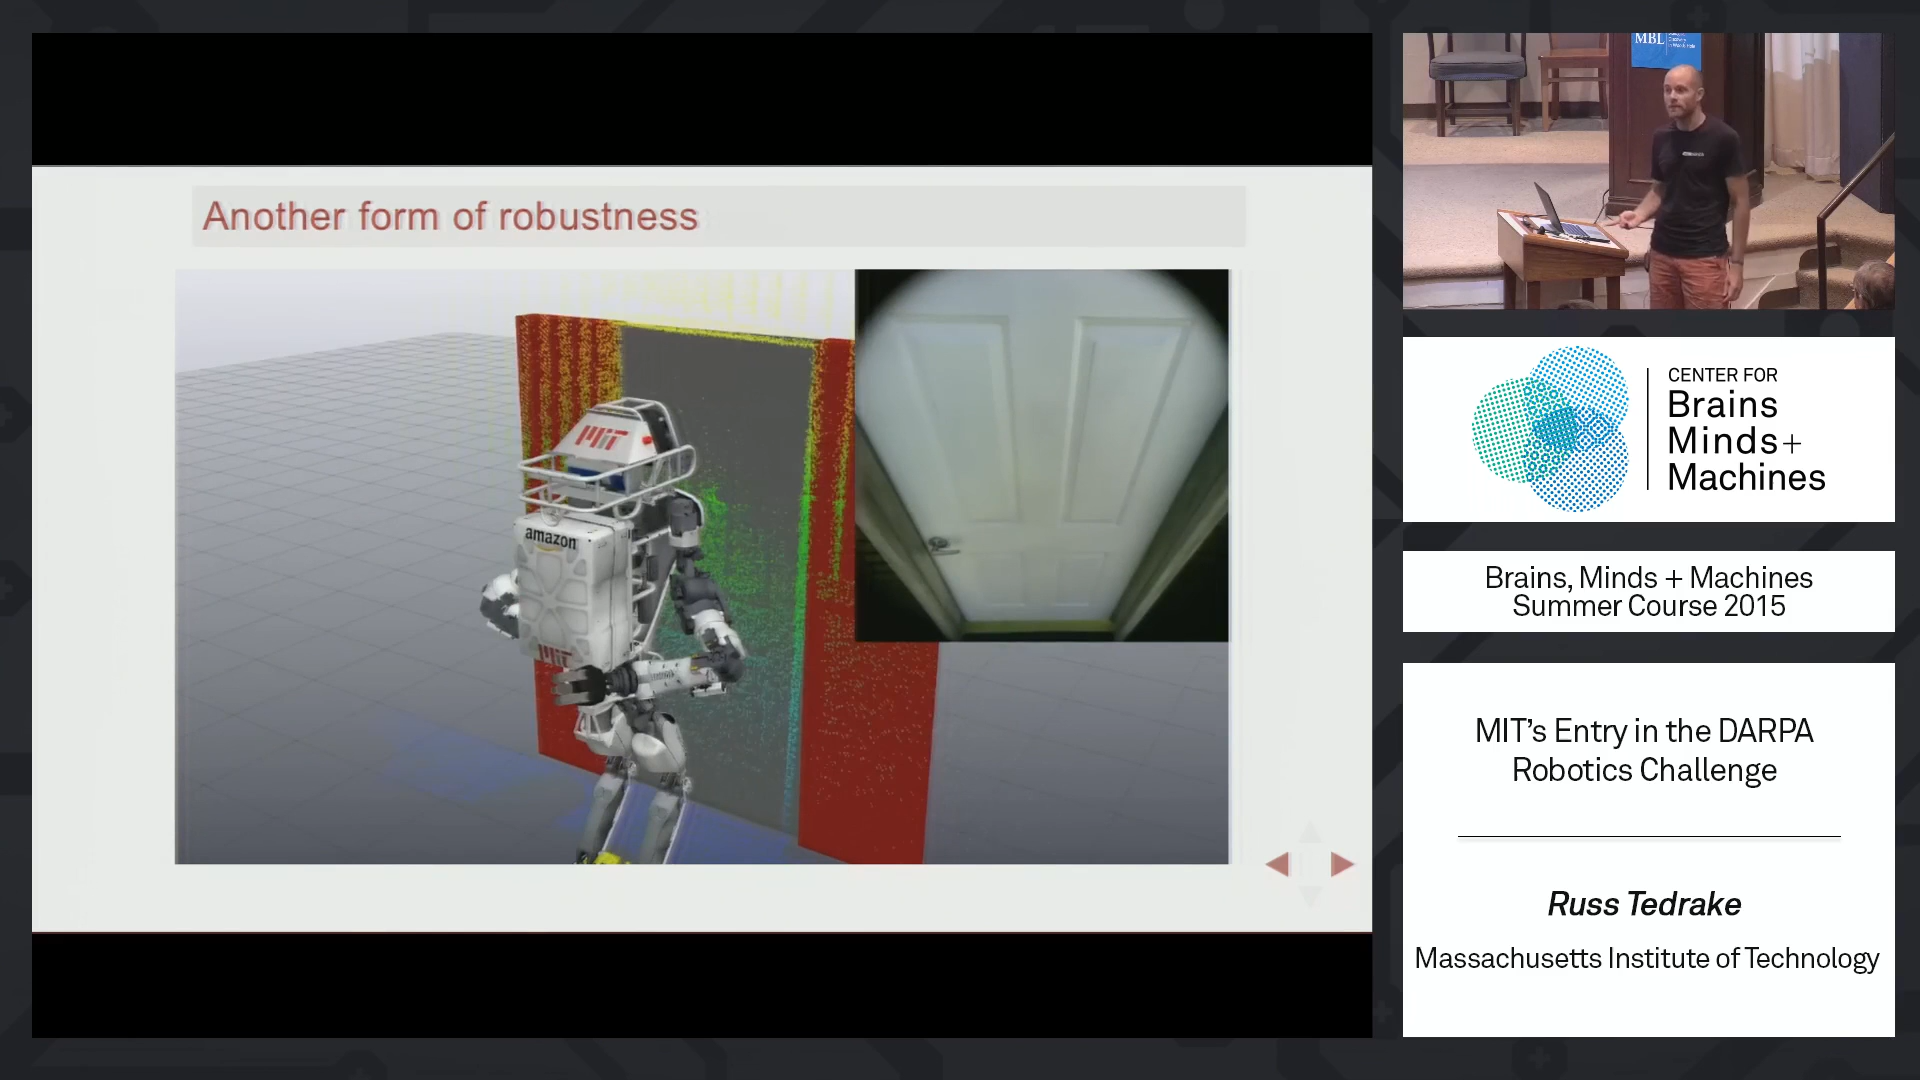 Another form of robustness
MIT
amazon
MIT
MBL
CENTER FOR
Brains
Minds+
Machines
Brains, Minds + Machines
Summer Course 2015
MIT's Entry in the DARPA
Robotics Challenge
Russ Tedrake
Massachusetts Institute of Technology